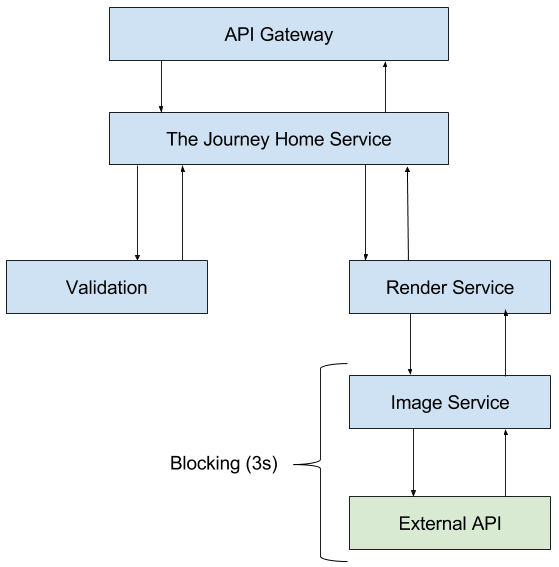 API Gateway
The Journey Home Service
Validation
Render Service
Image Service
Blocking (3s)
External API